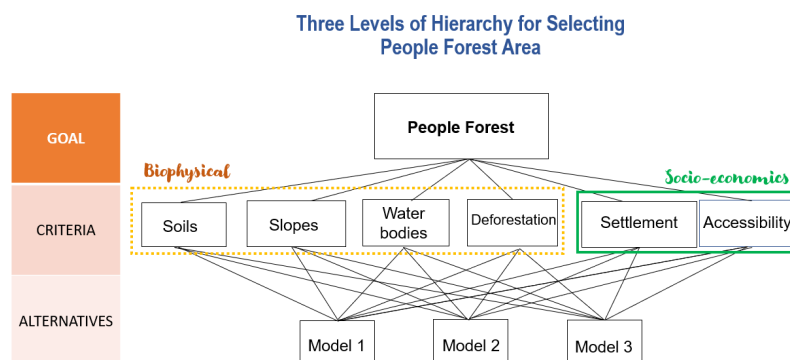 Three Levels of Hierarchy for Selecting
People Forest Area
GOAL
People Forest
Biophysical
Socio-economics
CRITERIA
Soils
Slopes
Water
bodies
Deforestation
Settlement
Accessibility
ALTERNATIVES
Model 1
Model 2
Model 3